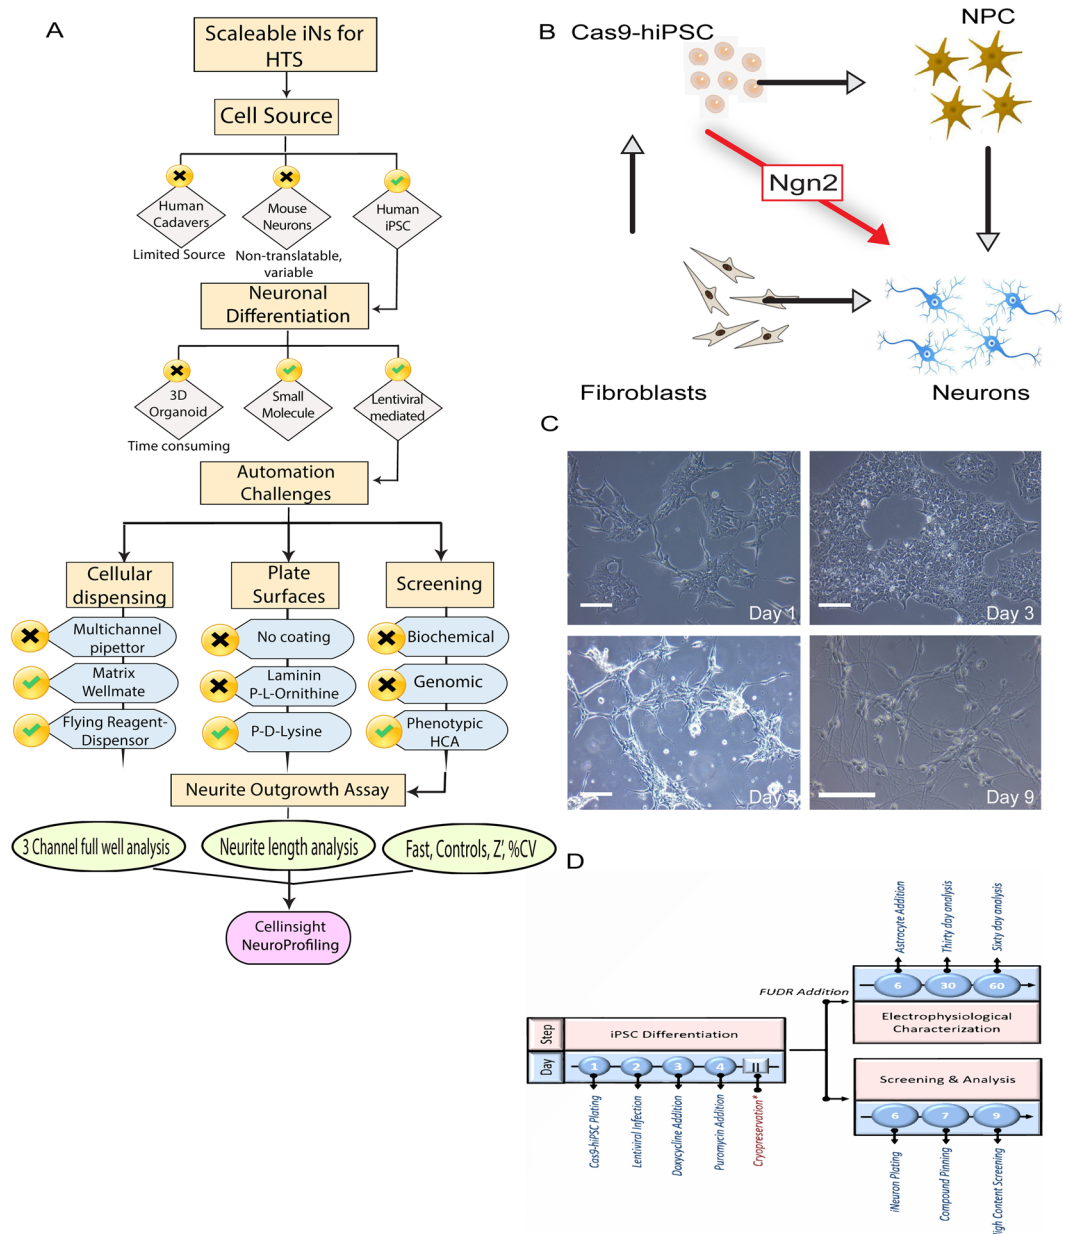 A
Scaleable iNs for
HTS
Cell Source
Human
Cadavers
Mouse
Neurons
Human
iPSC
Limited Source
Non-translatable,
variable
Neuronal
Differentiation
3D
Organoid
Small
Molecule
Lentiviral
mediated
Time consuming
Automation
Challenges
Cellular
dispensing
Plate
Surfaces
Screening
Multichannel
pipettor
No coating
Biochemical
Matrix
Wellmate
Laminin
P-L-Ornithine
Genomic
Flying Reagent-
Dispensor
P-D-Lysine
Phenotypic
HCA
Neurite Outgrowth Assay
3 Channel full well analysis
Neurite length analysis
Fast, Controls, Z', %CV
Cellinsight
NeuroProfiling
B
Cas9-hiPSC
NPC
Ngn2
Fibroblasts
Neurons
C
Day 1
Day 3
Day 5
Day 9
D
Step
iPSC Differentiation
Day
1
2
3
4
Cas9-hiPSC Plating
Lentiviral Infection
Doxycycline Addition
Puromycin Addition
Cryopreservation*
FUDR Addition
Astrocyte Addition
Thirty day analysis
Sixty day analysis
6
30
60
Electrophysiological
Characterization
Screening & Analysis
6
7
9
iNeuron Plating
Compound Pinning
High Content Screening